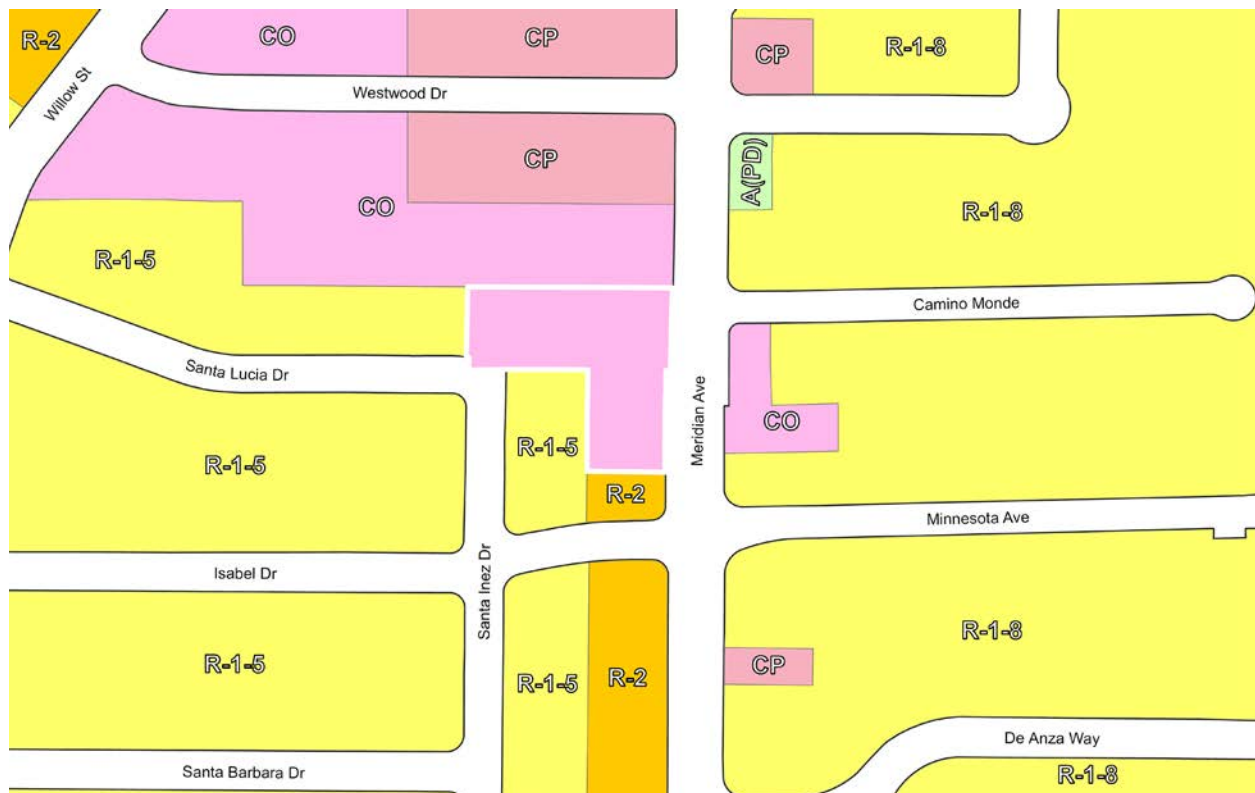 R-2
CO
CP
CP
R-1-8
Willow St
Westwood Dr
CP
A(PD)
CO
R-1-8
R-1-5
Camino Monde
Santa Lucia Dr
Meridian Ave
CO
R-1-5
R-1-5
R-2
Minnesota Ave
Isabel Dr
Santa Inez Dr
R-1-8
R-1-5
R-1-5
R-2
CP
De Anza Way
Santa Barbara Dr
R-1-8